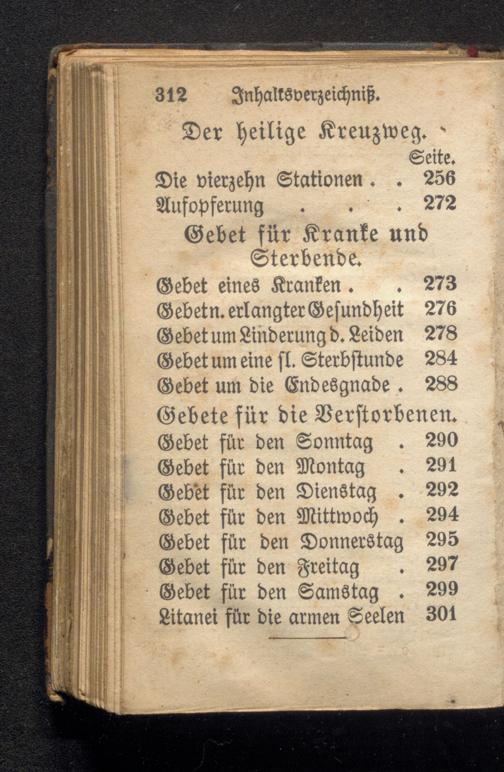 312 Inhaltsverzeichniß.
Der heilige Kreuzweg.
Seite.
Die vierzehn Stationen . . 256
Aufopferung . . . 272
Gebet für Kranke und
Sterbende.
Gebet eines Kranken . . 273
Gebet n. erlangter Gesundheit 276
Gebet um Linderung d. Leiden 278
Gebet um eine sl. Sterbstunde 284
Gebet um die Endesgnade . 288
Gebete für die Verstorbenen.
Gebet für den Sonntag . 290
Gebet für den Montag . 291
Gebet für den Dienstag . 292
Gebet für den Mittwoch . 294
Gebet für den Donnerstag 295
Gebet für den Freitag . 297
Gebet für den Samstag . 299
Litanei für die armen Seelen 301